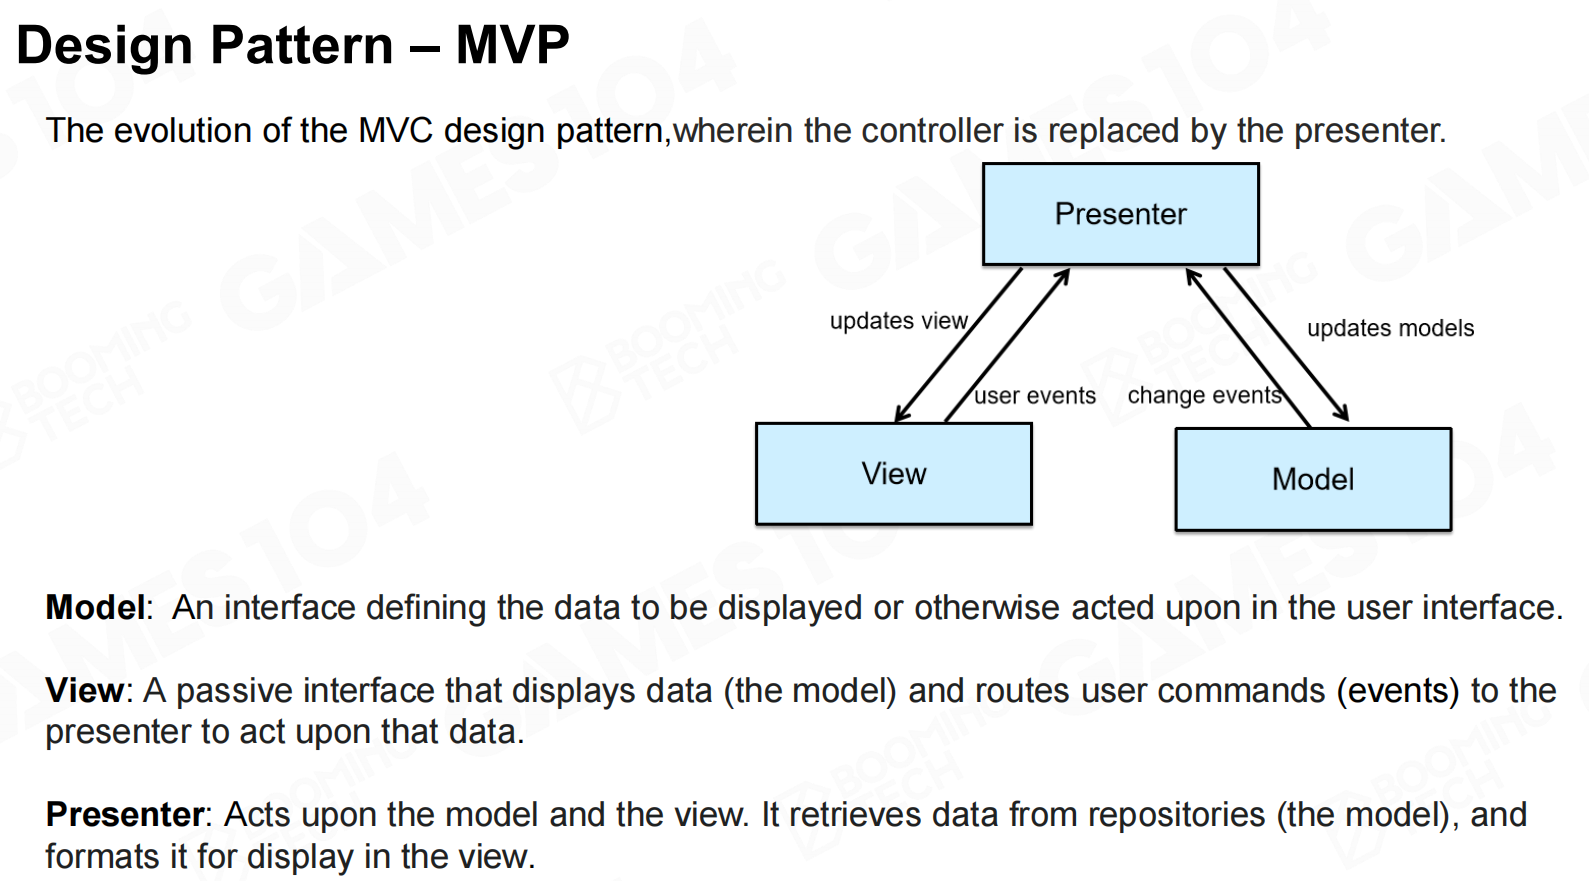 Design Pattern – MVP
The evolution of the MVC design pattern,wherein the controller is replaced by the presenter.
Presenter
updates view
updates models
user events
change events
View
Model
Model:  An interface defining the data to be displayed or otherwise acted upon in the user interface.
View: A passive interface that displays data (the model) and routes user commands (events) to the
presenter to act upon that data.
Presenter: Acts upon the model and the view. It retrieves data from repositories (the model), and
formats it for display in the view.
GAMES104
BOOMING
TECH